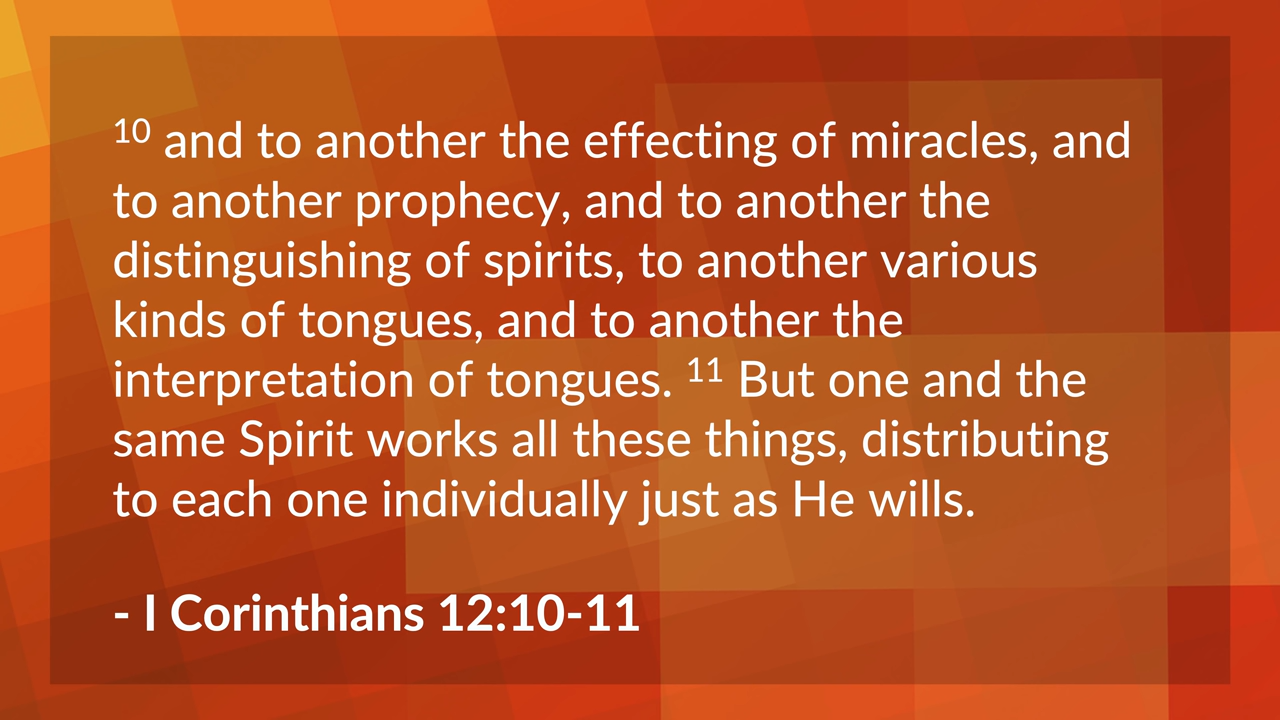 10 and to another the effecting of miracles, and
to another prophecy, and to another the
distinguishing of spirits, to another various
kinds of tongues, and to another the
interpretation of tongues. 11 But one and the
same Spirit works all these things, distributing
to each one individually just as He wills.
- I Corinthians 12:10-11